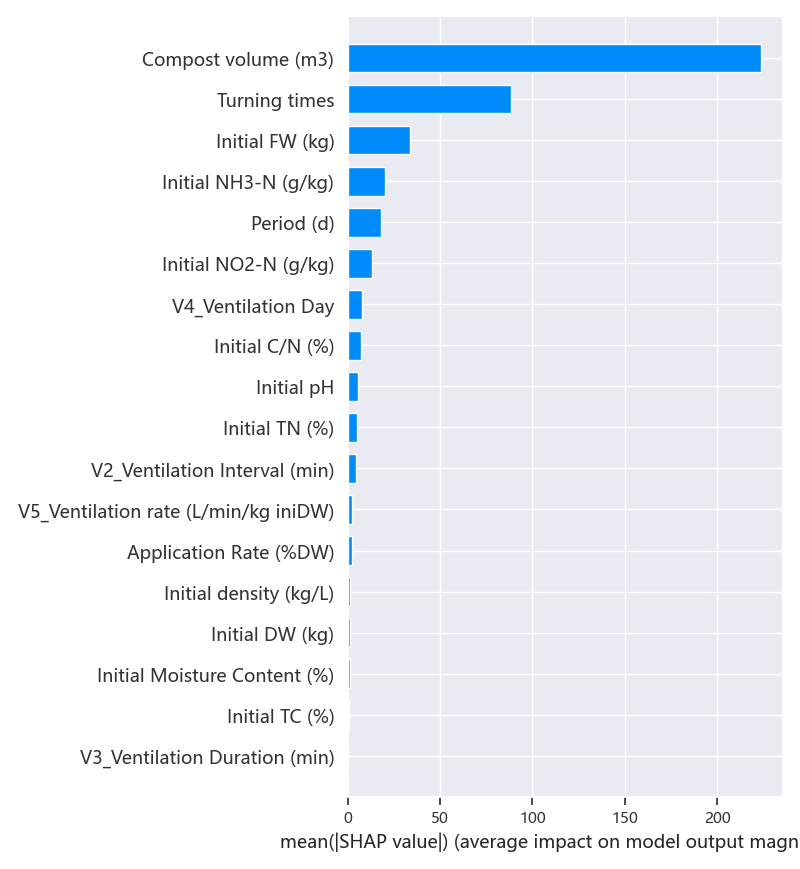 Compost volume (m3)
Turning times
Initial FW (kg)
Initial NH3-N (g/kg)
Period (d)
Initial NO2-N (g/kg)
V4_Ventilation Day
Initial C/N (%)
Initial pH
Initial TN (%)
V2_Ventilation Interval (min)
V5_Ventilation rate (L/min/kg iniDW)
Application Rate (%DW)
Initial density (kg/L)
Initial DW (kg)
Initial Moisture Content (%)
Initial TC (%)
V3_Ventilation Duration (min)
0 50 100 150 200
mean(|SHAP value|) (average impact on model output magn